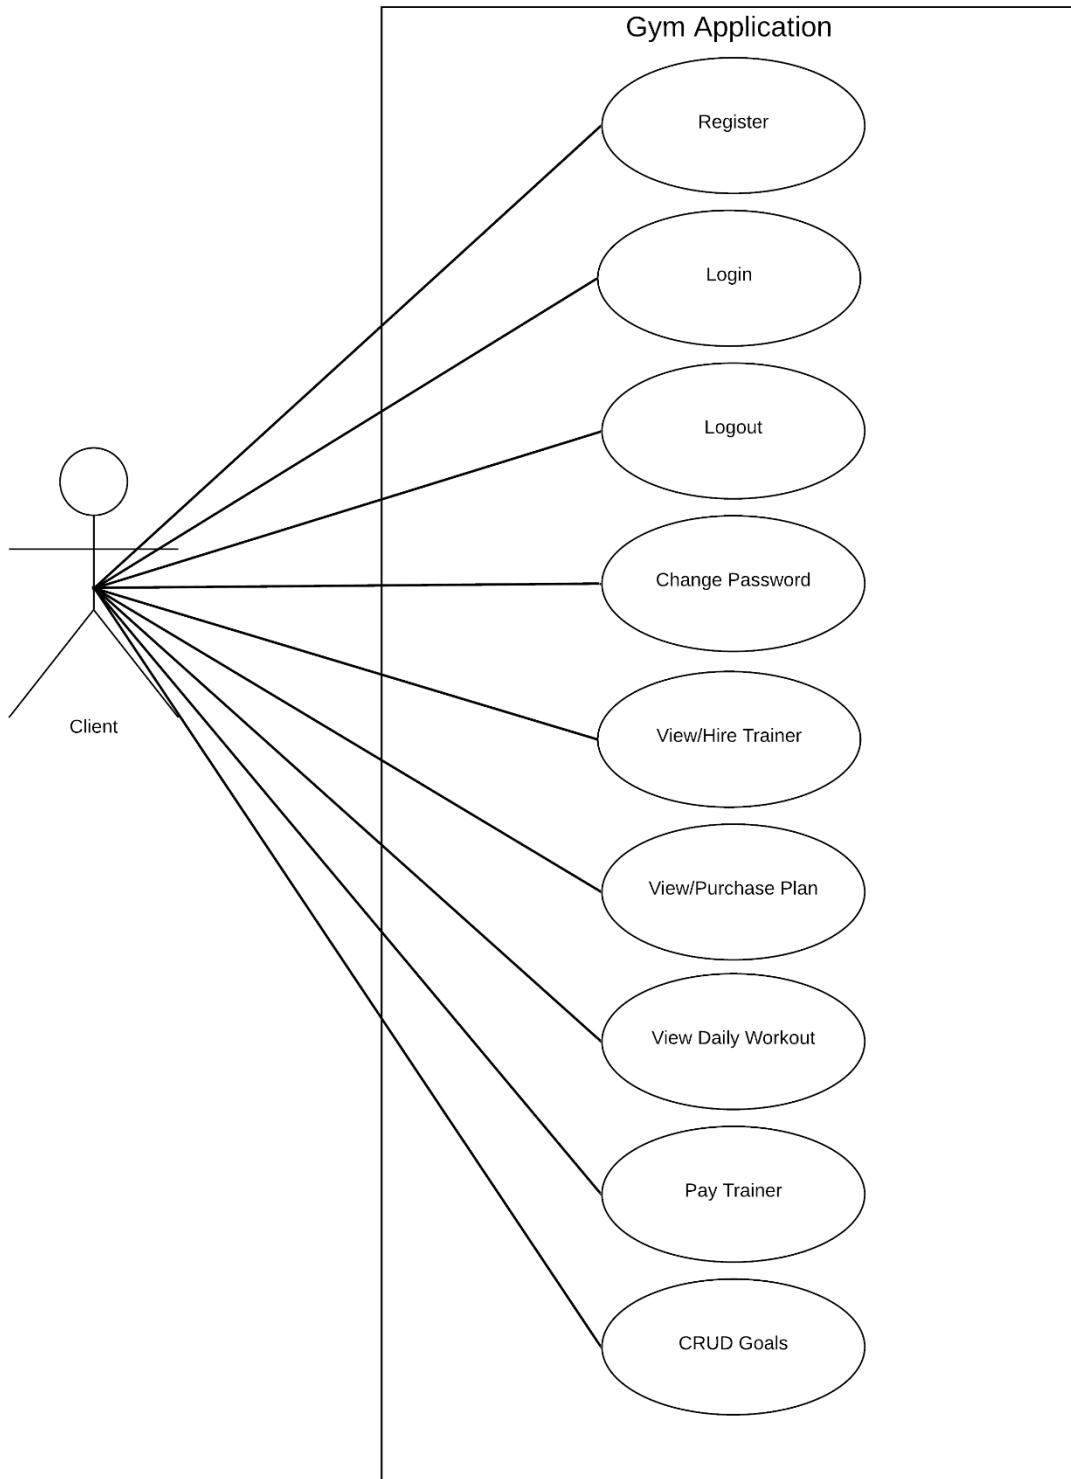 Gym Application
Register
Login
Logout
Change Password
View/Hire Trainer
Client
View/Purchase Plan
View Daily Workout
Pay Trainer
CRUD Goals